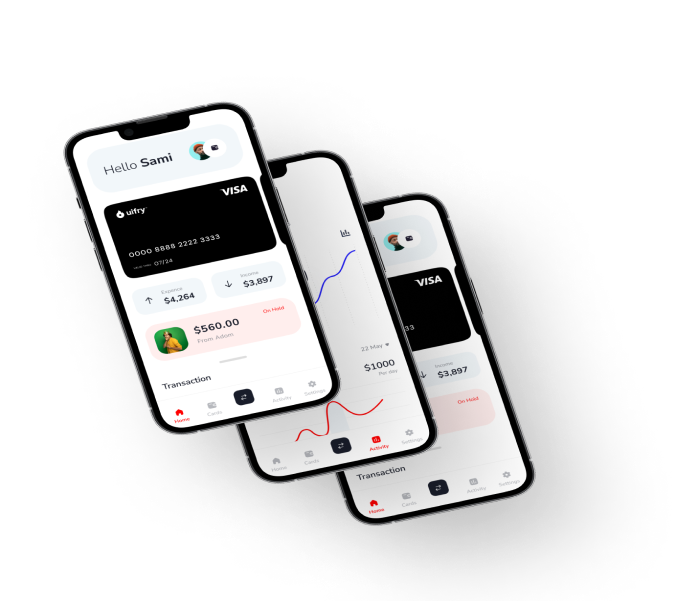 Hello Sami
VISA
uifry
0000 8888 2222 3333
07/24
Expence
$4,264
Income
$3,897
$560.00
From Adam
On Hold
Transaction
Home
Cards
Activity
Settings
22 May
$1000
Per day
Home
Cards
Activity
Settings
VISA
33
Income
$3,897
On Hold
Transaction
Home
Cards
Activity
Settings